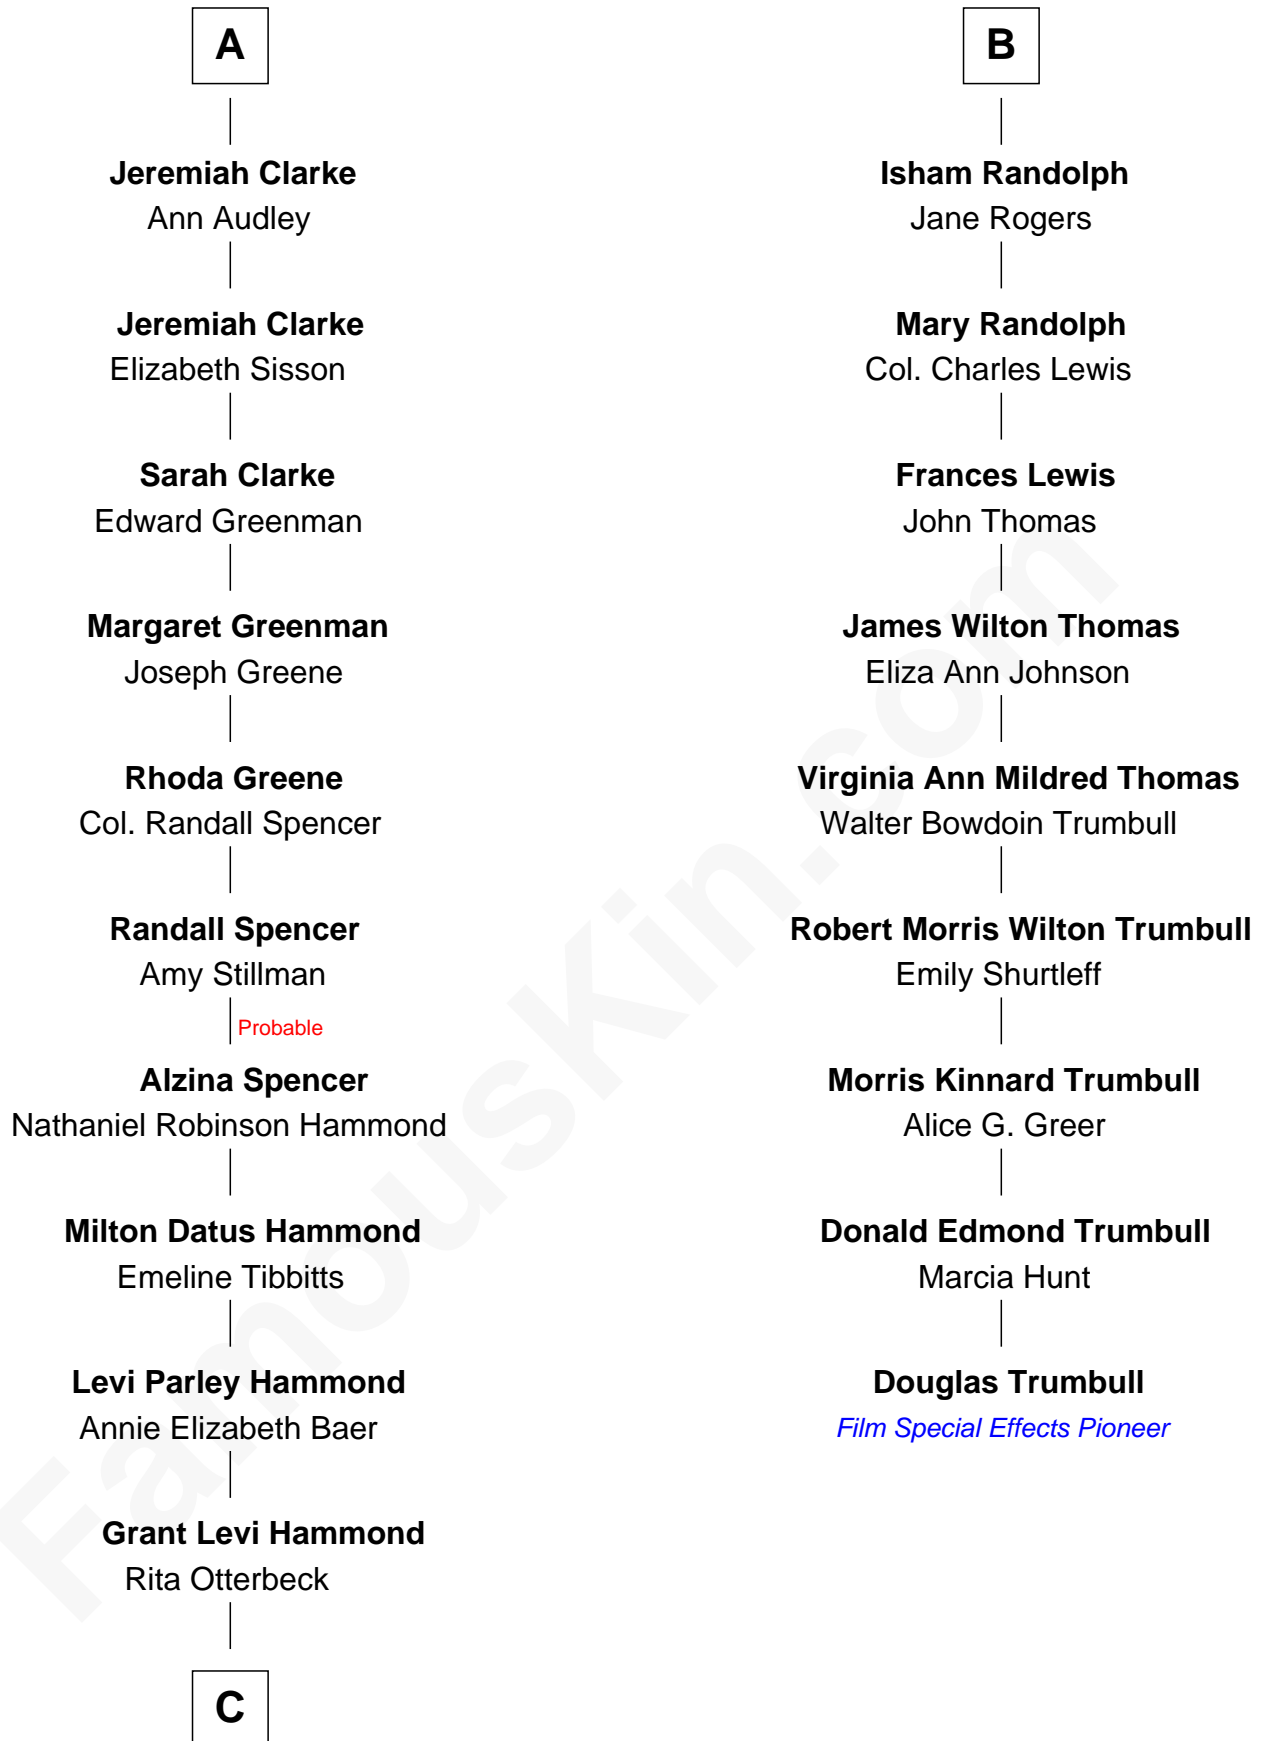 A
Jeremiah Clarke
Ann Audley
Jeremiah Clarke
Elizabeth Sisson
Sarah Clarke
Edward Greenman
Margaret Greenman
Joseph Greene
Rhoda Greene
Col. Randall Spencer
Randall Spencer
Amy Stillman
Probable
Alzina Spencer
Nathaniel Robinson Hammond
Milton Datus Hammond
Emeline Tibbitts
Levi Parley Hammond
Annie Elizabeth Baer
Grant Levi Hammond
Rita Otterbeck
C
B
Isham Randolph
Jane Rogers
Mary Randolph
Col. Charles Lewis
Frances Lewis
John Thomas
James Wilton Thomas
Eliza Ann Johnson
Virginia Ann Mildred Thomas
Walter Bowdoin Trumbull
Robert Morris Wilton Trumbull
Emily Shurtleff
Morris Kinnard Trumbull
Alice G. Greer
Donald Edmond Trumbull
Marcia Hunt
Douglas Trumbull
Film Special Effects Pioneer
FamousKin.com